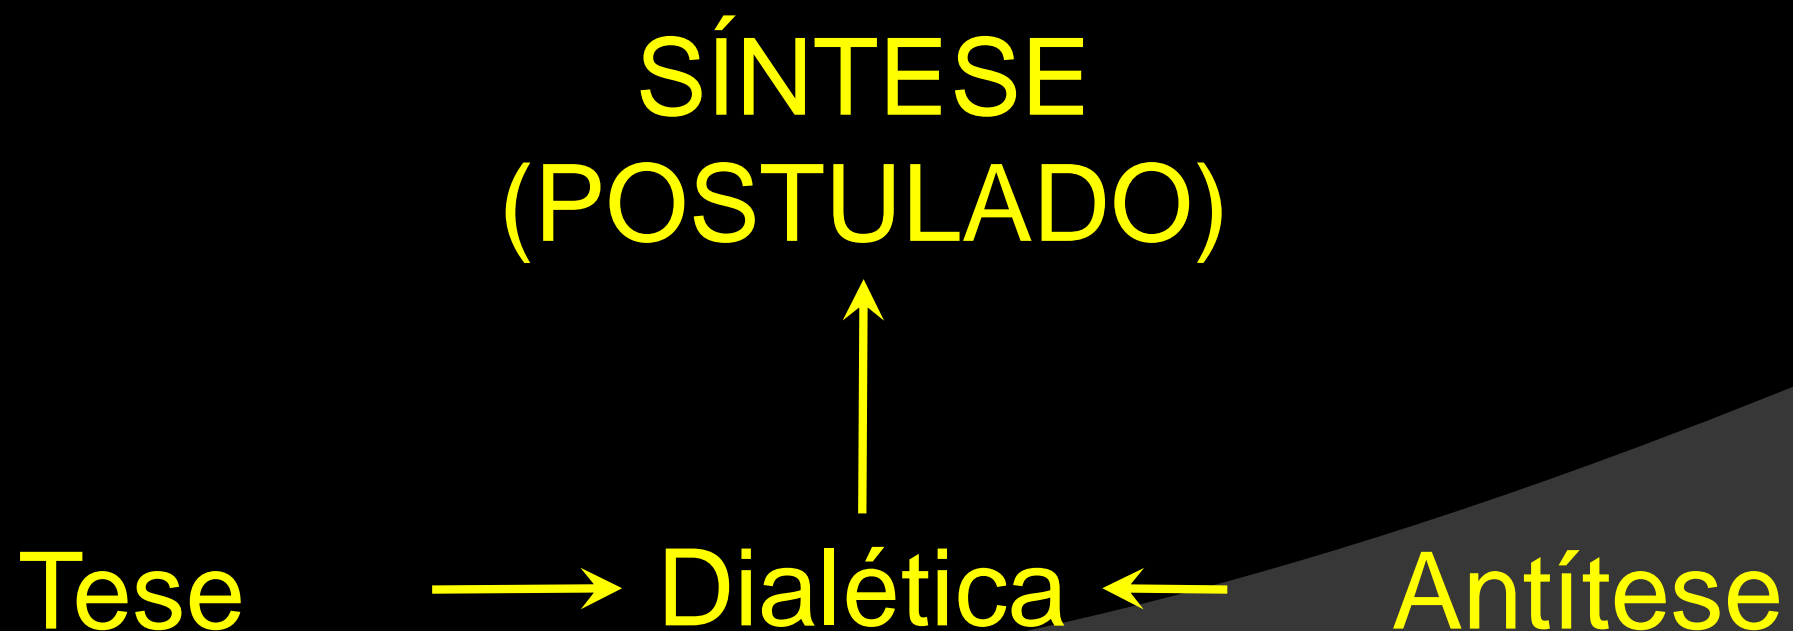 SÍNTESE
(POSTULADO)
Tese
Dialética
Antítese